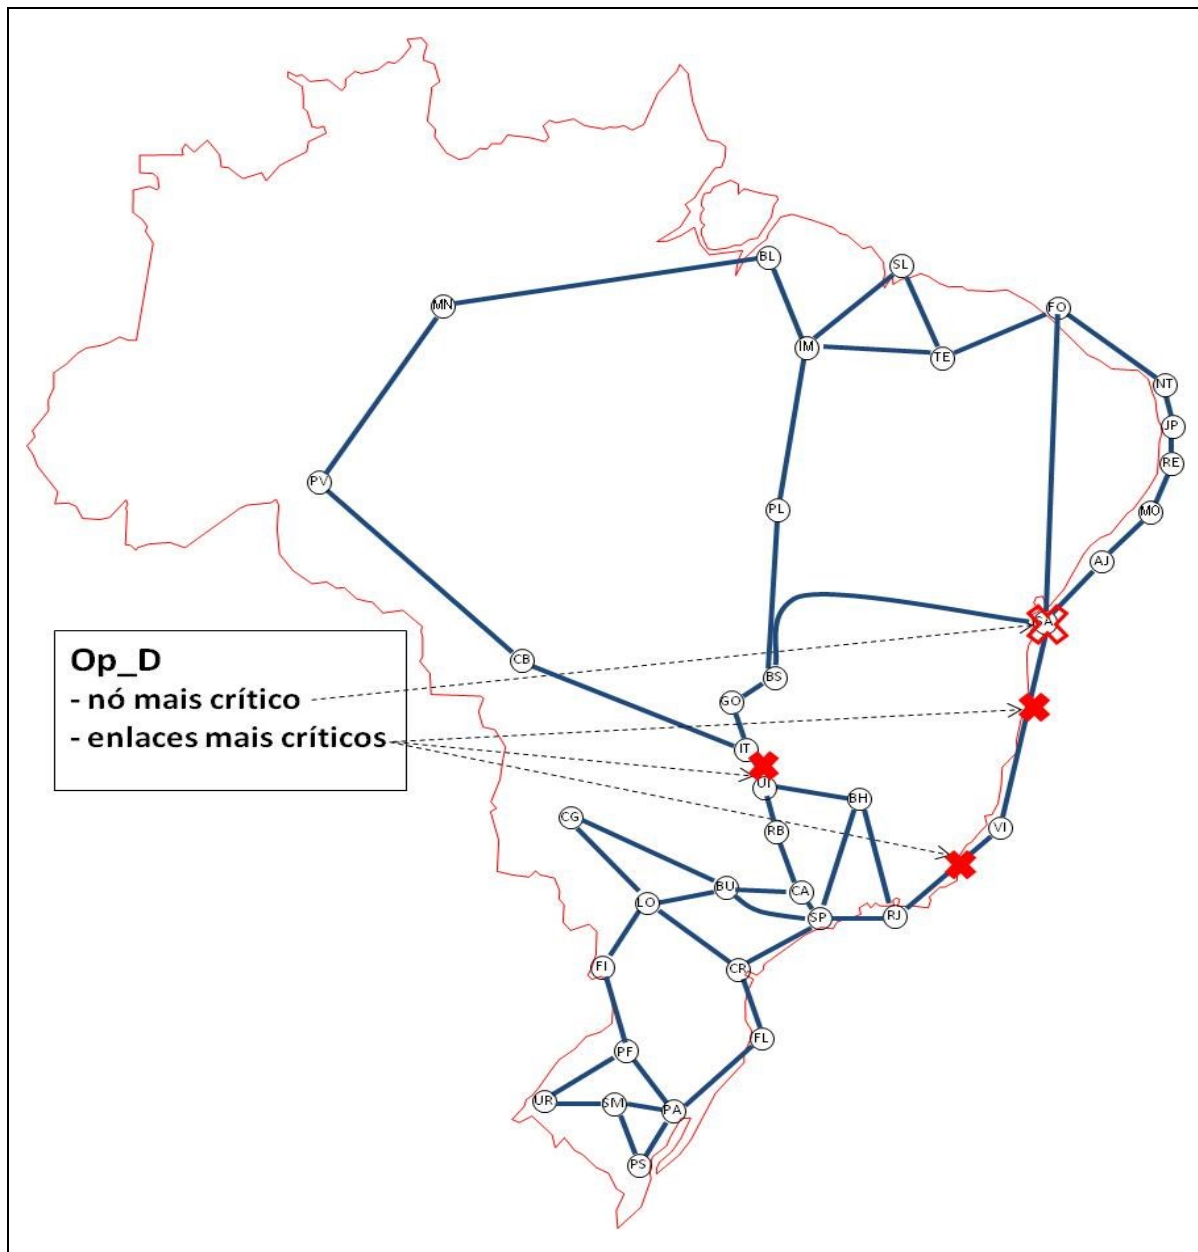 BL
SL
MN
FO
IM
TE
NT
JP
RE
PV
PL
MO
AJ
SA
Op_D
- nó mais crítico
- enlaces mais críticos
CB
BS
GO
IT
UI
BH
CG
VI
RB
BU
CA
LO
SP
RJ
FI
CR
FL
PF
UR
SM
PA
PS